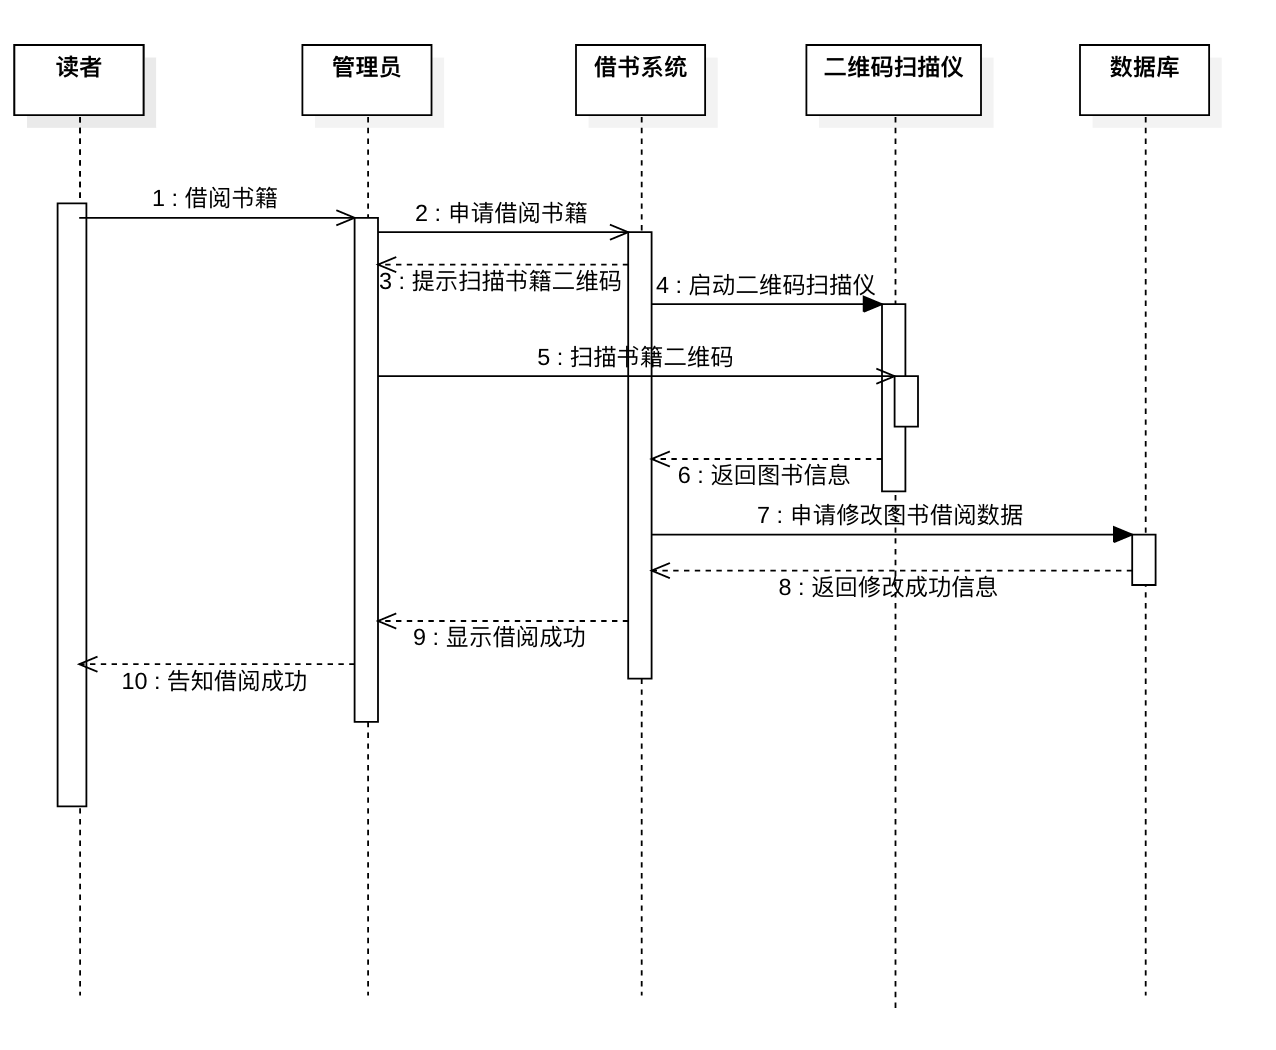 读者
管理员
借书系统
二维码扫描仪
数据库
1 : 借阅书籍
2 : 申请借阅书籍
3 : 提示扫描书籍二维码
4 : 启动二维码扫描仪
5 : 扫描书籍二维码
6 : 返回图书信息
7 : 申请修改图书借阅数据
8 : 返回修改成功信息
9 : 显示借阅成功
10 : 告知借阅成功